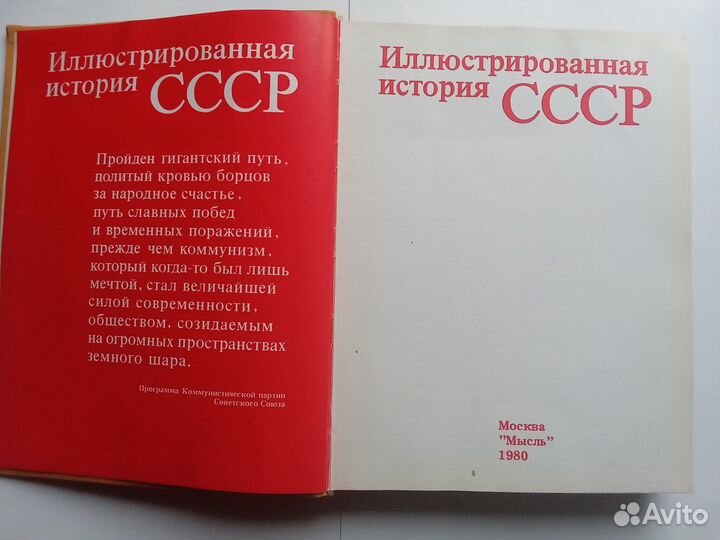 Иллюстрированная
история СССР
Пройден гигантский путь,
политый кровью борцов
за народное счастье,
путь славных побед
и временных поражений,
прежде чем коммунизм,
который когда-то был лишь
мечтой, стал величайшей
силой современности,
обществом, созидаемым
на огромных пространствах
земного шара.
Программа Коммунистической партии
Советского Союза
Иллюстрированная
история СССР
Москва
"Мысль"
1980
Avito